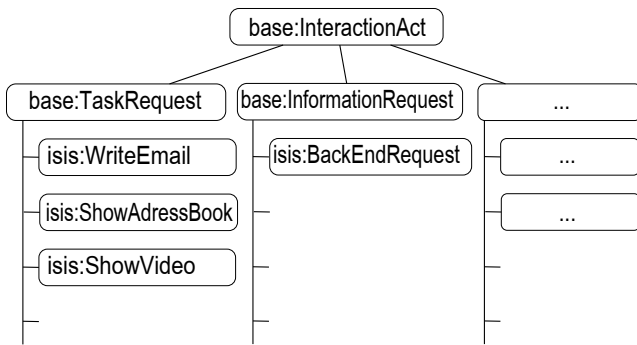 base:InteractionAct
base:TaskRequest
base:InformationRequest
...
isis:WriteEmail
isis:BackEndRequest
...
isis:ShowAdressBook
...
isis:ShowVideo